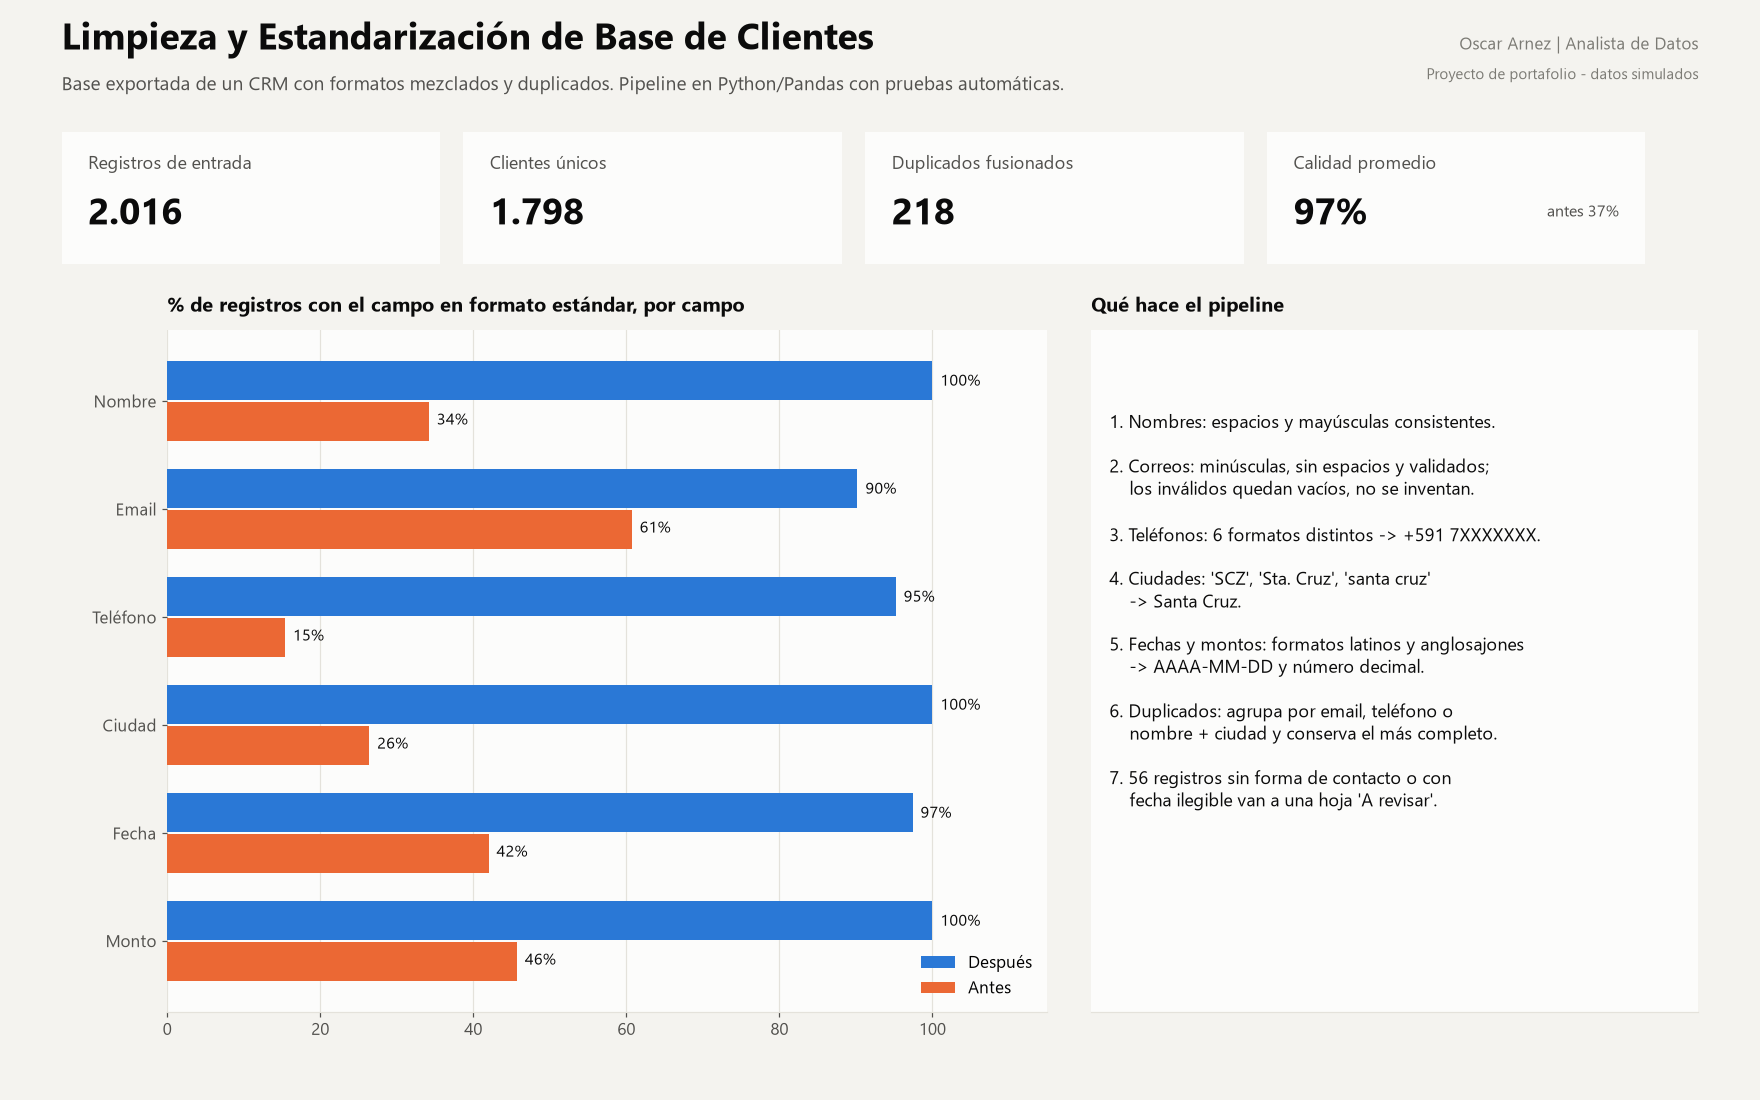 Limpieza y Estandarización de Base de Clientes
Oscar Arnez | Analista de Datos
Base exportada de un CRM con formatos mezclados y duplicados. Pipeline en Python/Pandas con pruebas automáticas.
Proyecto de portafolio - datos simulados
Registros de entrada
2.016
Clientes únicos
1.798
Duplicados fusionados
218
Calidad promedio
97%
antes 37%
% de registros con el campo en formato estándar, por campo
Nombre
100%
34%
Email
90%
61%
Teléfono
95%
15%
Ciudad
100%
26%
Fecha
97%
42%
Monto
100%
46%
Después
Antes
0 20 40 60 80 100
Qué hace el pipeline
1. Nombres: espacios y mayúsculas consistentes.
2. Correos: minúsculas, sin espacios y validados;
los inválidos quedan vacíos, no se inventan.
3. Teléfonos: 6 formatos distintos -> +591 7XXXXXXX.
4. Ciudades: 'SCZ', 'Sta. Cruz', 'santa cruz'
-> Santa Cruz.
5. Fechas y montos: formatos latinos y anglosajones
-> AAAA-MM-DD y número decimal.
6. Duplicados: agrupa por email, teléfono o
nombre + ciudad y conserva el más completo.
7. 56 registros sin forma de contacto o con
fecha ilegible van a una hoja 'A revisar'.